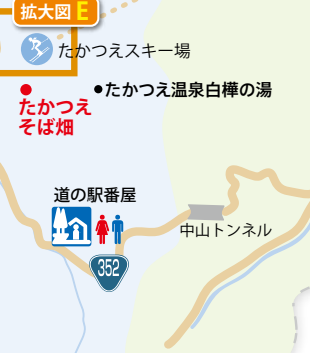 拡大図 E
たかつえスキー場
たかつえ温泉白樺の湯
たかつえ
そば畑
道の駅番屋
中山トンネル
352